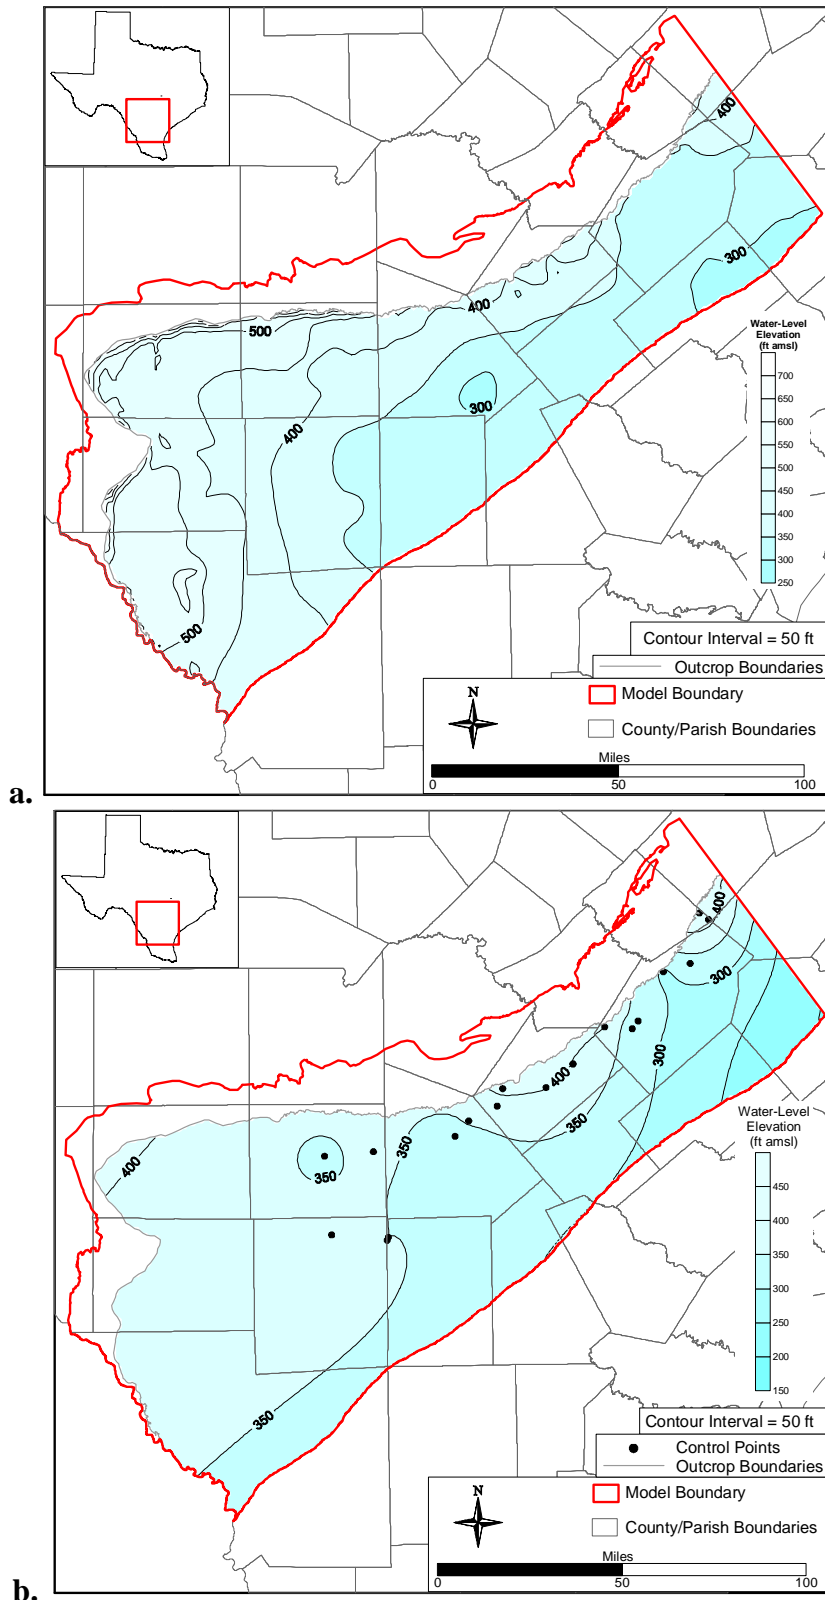 400
300
400
500
Water-Level
Elevation
(ft amsl)
700
650
600
550
500
450
400
350
300
250
300
400
500
Contour Interval = 50 ft
Outcrop Boundaries
N
Model Boundary
County/Parish Boundaries
Miles
0
50
100
a.
400
300
300
400
350
350
400
350
Water-Level
Elevation
(ft amsl)
450
400
350
300
250
200
150
350
Contour Interval = 50 ft
Control Points
Outcrop Boundaries
N
Model Boundary
County/Parish Boundaries
Miles
0
50
100
b.